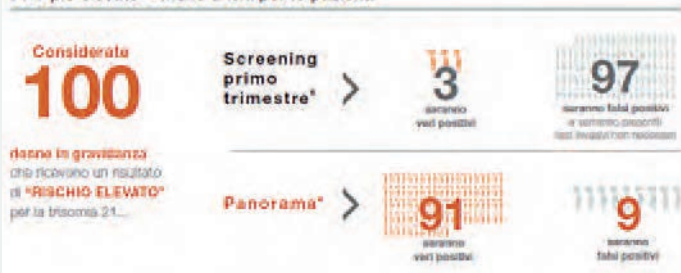 Considerate
100
donne in gravidanza
che ricevono un risultato
di "RISCHIO ELEVATO"
per la trisomia 21...
Screening
primo
trimestre*
3
saranno
veri positivi
97
saranno falsi positivi
Panorama*
91
saranno
veri positivi
9
saranno
falsi positivi